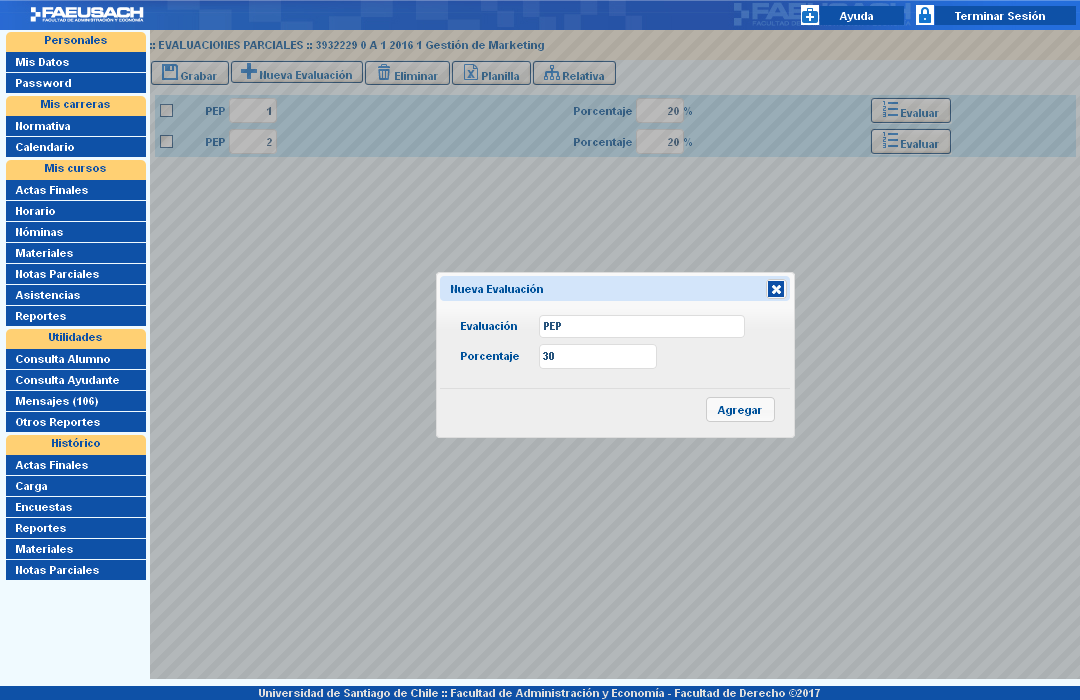 FAEUSACH
FACULTAD DE ADMINISTRACIÓN Y ECONOMÍA
FAEUSACH
Ayuda
Terminar Sesión
Personales
Mis Datos
Password
Mis carreras
Normativa
Calendario
Mis cursos
Actas Finales
Horario
Nóminas
Materiales
Notas Parciales
Asistencias
Reportes
Utilidades
Consulta Alumno
Consulta Ayudante
Mensajes (106)
Otros Reportes
Histórico
Actas Finales
Carga
Encuestas
Reportes
Materiales
Notas Parciales
:: EVALUACIONES PARCIALES :: 3932229 0 A 1 2016 1 Gestión de Marketing
Grabar Nueva Evaluación Eliminar Planilla Relativa
PEP 1 Porcentaje 20 % Evaluar
PEP 2 Porcentaje 20 % Evaluar
Nueva Evaluación
Evaluación PEP
Porcentaje 30
Agregar
Universidad de Santiago de Chile :: Facultad de Administración y Economía - Facultad de Derecho ©2017